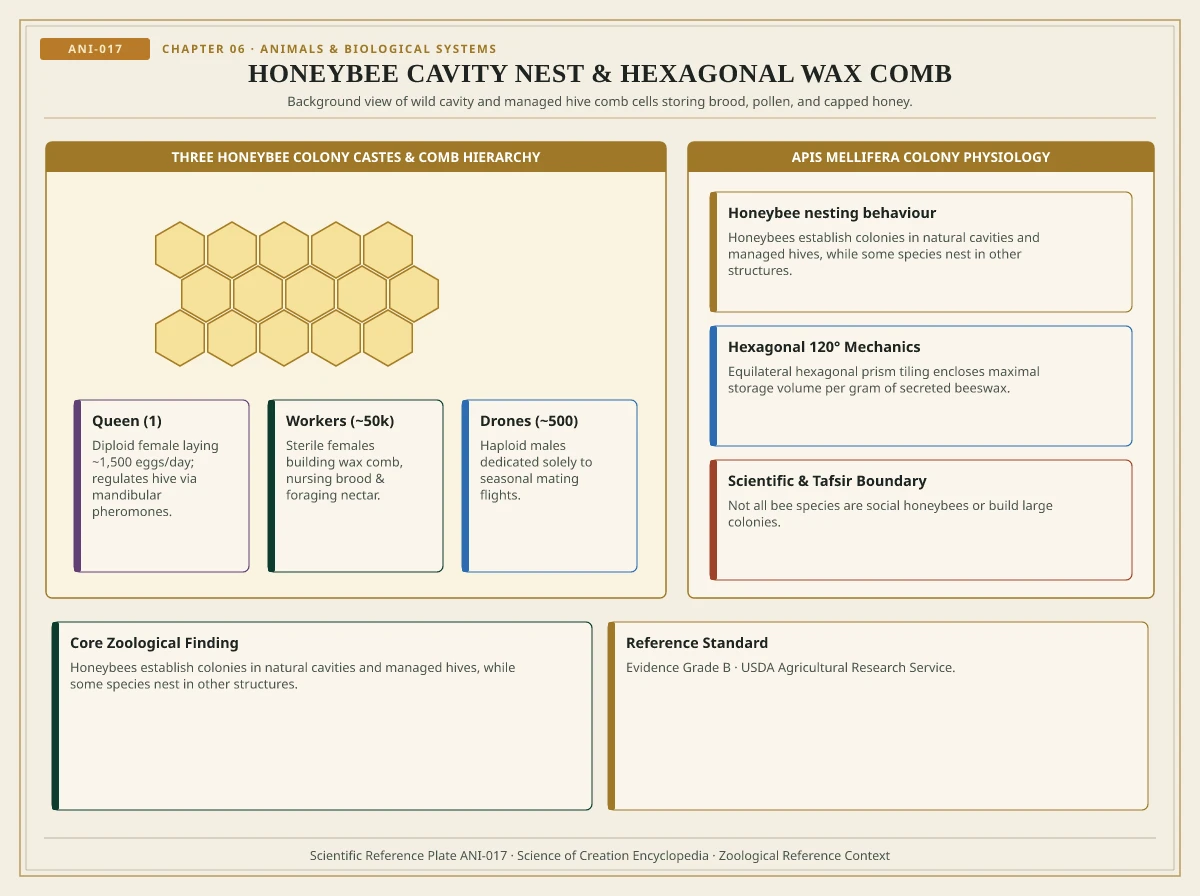 ANI-017
CHAPTER 06 · ANIMALS & BIOLOGICAL SYSTEMS
HONEYBEE CAVITY NEST & HEXAGONAL WAX COMB
Background view of wild cavity and managed hive comb cells storing brood, pollen, and capped honey.
THREE HONEYBEE COLONY CASTES & COMB HIERARCHY
Queen (1)
Diploid female laying
~1,500 eggs/day;
regulates hive via
mandibular
pheromones.
Workers (~50k)
Sterile females
building wax comb,
nursing brood &
foraging nectar.
Drones (~500)
Haploid males
dedicated solely to
seasonal mating
flights.
APIS MELLIFERA COLONY PHYSIOLOGY
Honeybee nesting behaviour
Honeybees establish colonies in natural cavities and
managed hives, while some species nest in other
structures.
Hexagonal 120° Mechanics
Equilateral hexagonal prism tiling encloses maximal
storage volume per gram of secreted beeswax.
Scientific & Tafsir Boundary
Not all bee species are social honeybees or build large
colonies.
Core Zoological Finding
Honeybees establish colonies in natural cavities and managed hives, while
some species nest in other structures.
Reference Standard
Evidence Grade B · USDA Agricultural Research Service.
Scientific Reference Plate ANI-017 · Science of Creation Encyclopedia · Zoological Reference Context